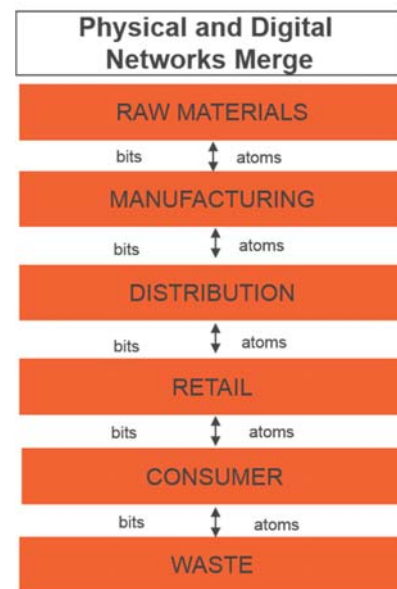 Physical and Digital
Networks Merge
RAW MATERIALS
bits atoms
MANUFACTURING
bits atoms
DISTRIBUTION
bits atoms
RETAIL
bits atoms
CONSUMER
bits atoms
WASTE